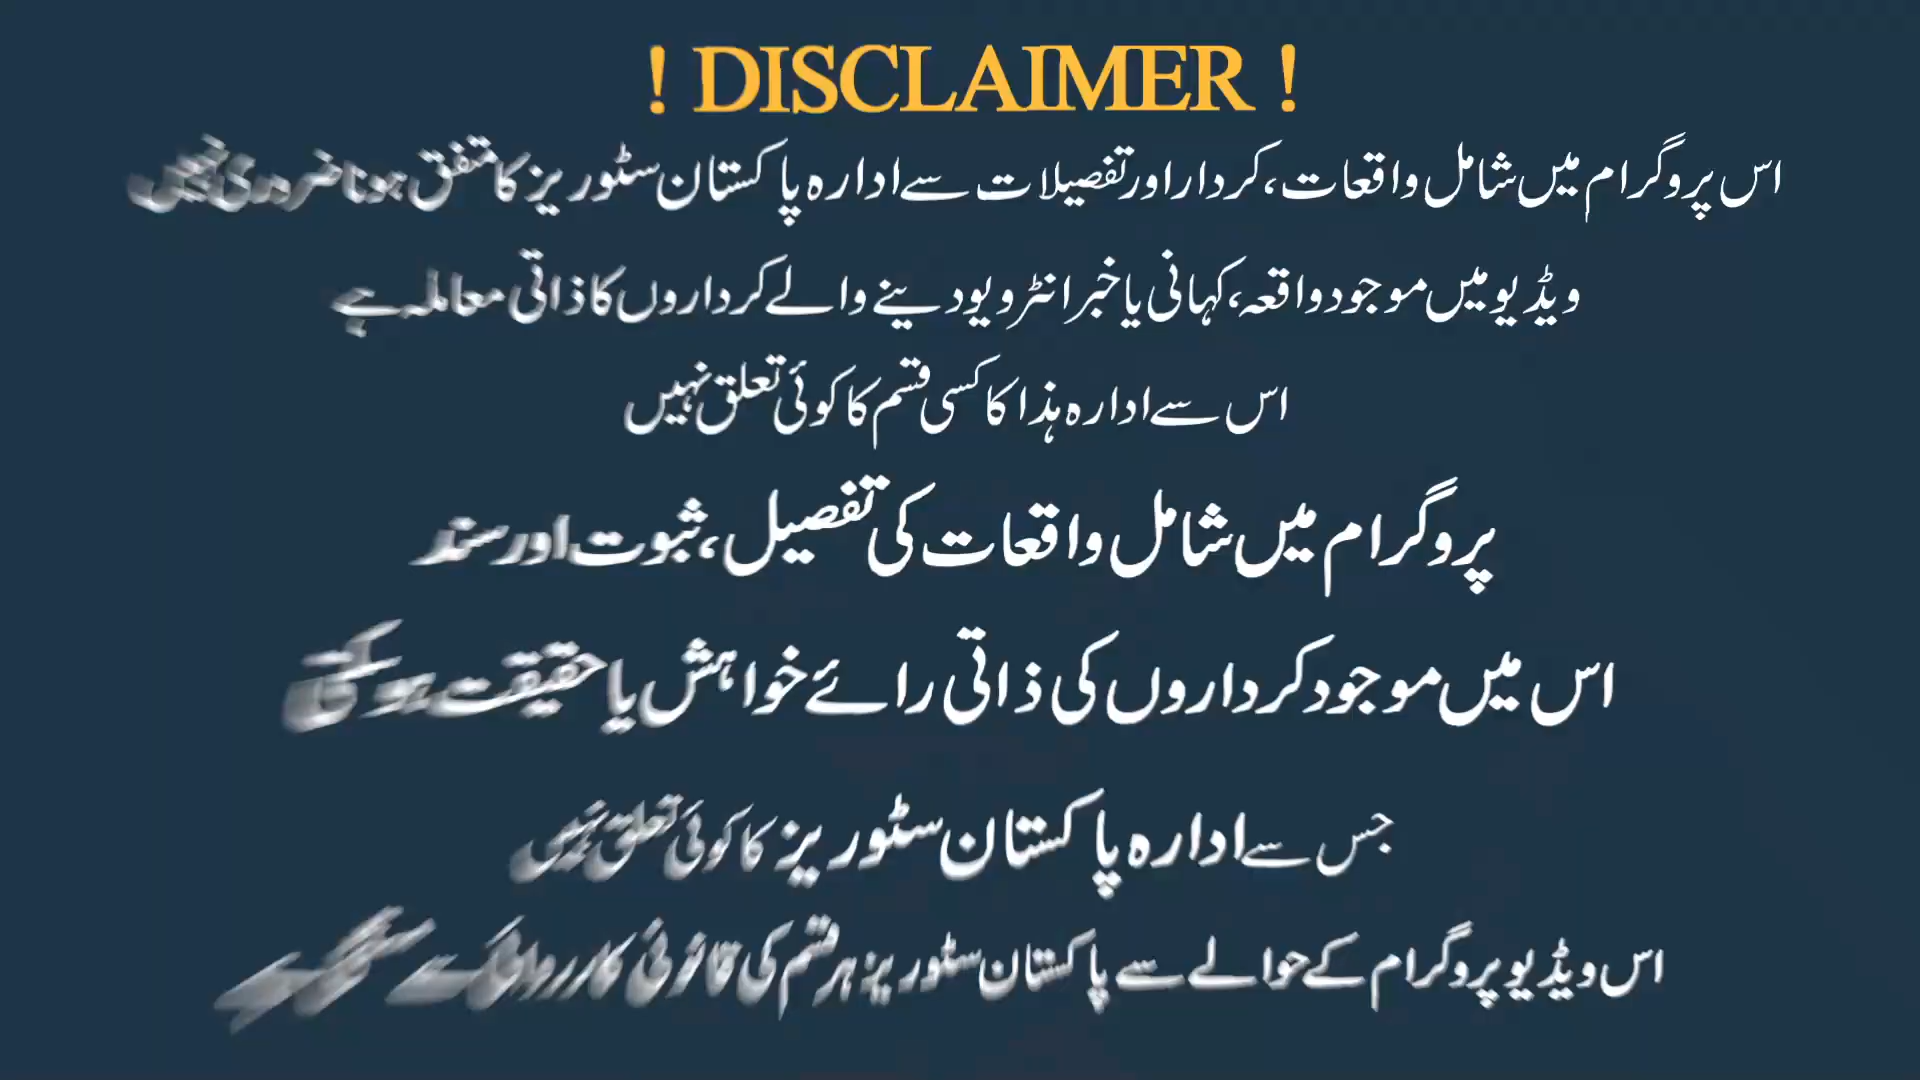 ! DISCLAIMER !
اس پروگرام میں شامل واقعات، کردار اور تفصیلات سے ادارہ پاکستان سٹوریز کا متفق ہونا ضروری نہیں
ویڈیو میں موجود واقعہ، کہانی یا خبر انٹرویو دینے والے کرداروں کا ذاتی معاملہ ہے
اس سے ادارہ ہذا کا کسی قسم کا کوئی تعلق نہیں
پروگرام میں شامل واقعات کی تفصیل، ثبوت اور سند
اس میں موجود کرداروں کی ذاتی رائے خواہش یا حقیقت ہو سکتی
جس سے ادارہ پاکستان سٹوریز کا کوئی تعلق نہیں
اس ویڈیو پروگرام کے حوالے سے پاکستان سٹوریز ہر قسم کی قانونی کارروائی سے